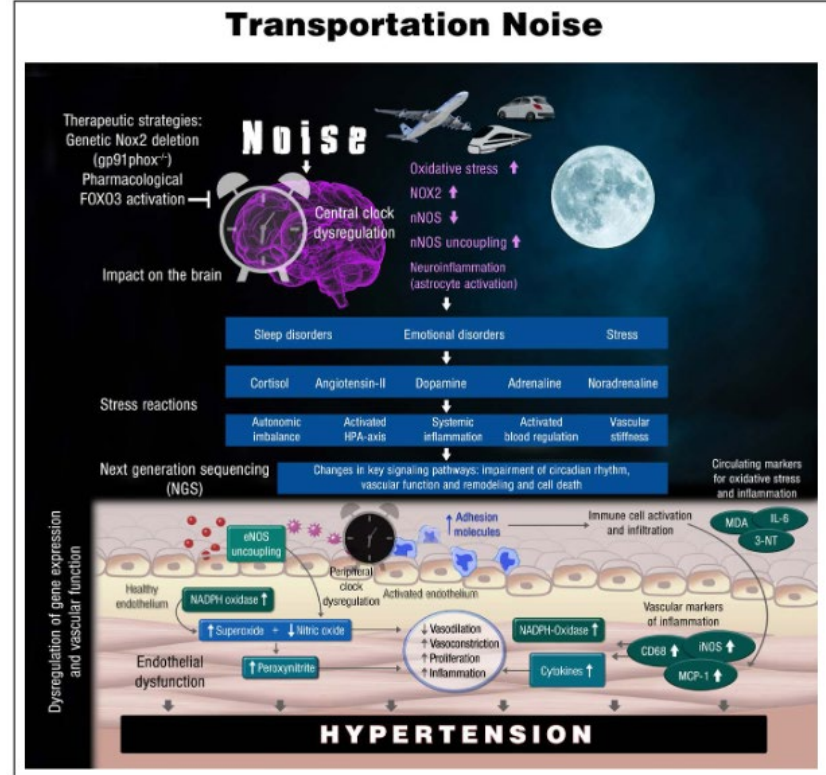 Transportation Noise
Therapeutic strategies:
Genetic Nox2 deletion
(gp91phox-/-)
Pharmacological
FOXO3 activation
Noise
Central clock
dysregulation
Impact on the brain
Oxidative stress ↑
NOX2 ↑
nNOS ↓
nNOS uncoupling ↑
Neuroinflammation
(astrocyte activation)
Sleep disorders Emotional disorders Stress
Stress reactions
Cortisol Angiotensin-II Dopamine Adrenaline Noradrenaline
Autonomic imbalance Activated HPA-axis Systemic inflammation Activated blood regulation Vascular stiffness
Next generation sequencing
(NGS)
Changes in key signaling pathways: impairment of circadian rhythm,
vascular function and remodeling and cell death
Circulating markers
for oxidative stress
and inflammation
MDA
IL-6
3-NT
Dysregulation of gene expression
and vascular function
eNOS
uncoupling
↑ Adhesion
molecules
Immune cell activation
and infiltration
Peripheral
clock
dysregulation
Activated endothelium
Healthy
endothelium
NADPH oxidase ↑
↑ Superoxide + ↓ Nitric oxide
↑ Peroxynitrite
Endothelial
dysfunction
↓ Vasodilation
↑ Vasoconstriction
↑ Proliferation
↑ Inflammation
NADPH-Oxidase ↑
Cytokines ↑
Vascular markers
of inflammation
CD68 ↑
iNOS ↑
MCP-1 ↑
HYPERTENSION